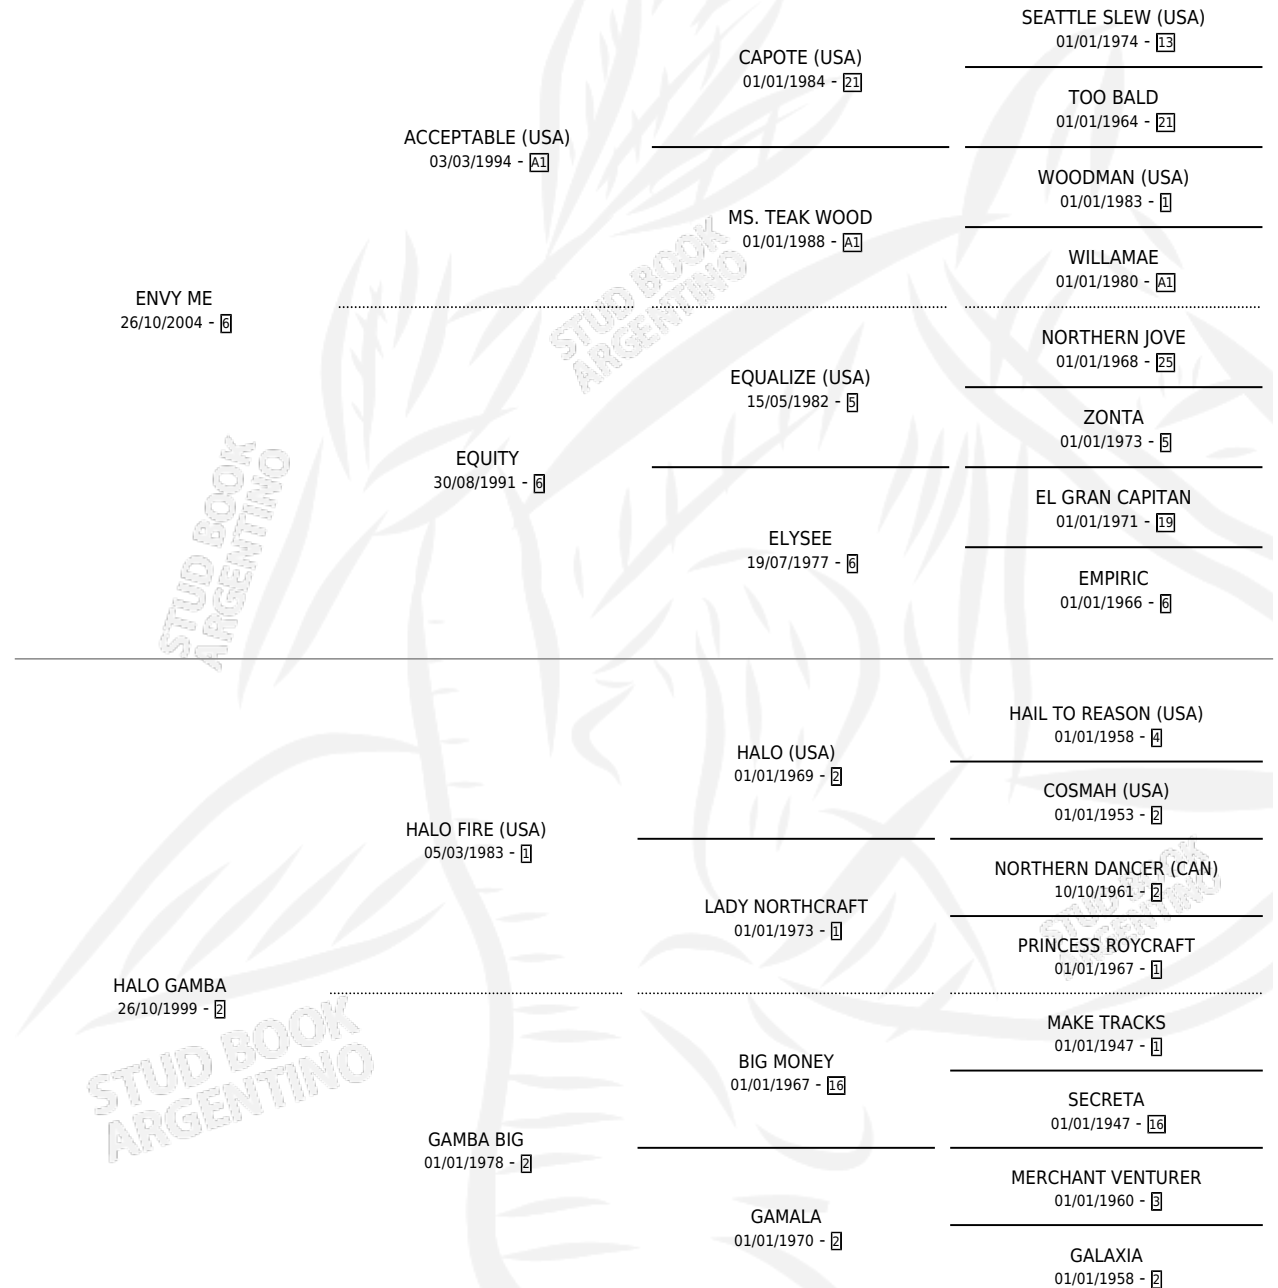 SEATTLE SLEW (USA)
01/01/1974 - 13
CAPOTE (USA)
01/01/1984 - 21
TOO BALD
01/01/1964 - 21
ACCEPTABLE (USA)
03/03/1994 - A1
WOODMAN (USA)
01/01/1983 - 1
MS. TEAK WOOD
01/01/1988 - A1
WILLAMAE
01/01/1980 - A1
ENVY ME
26/10/2004 - 6
NORTHERN JOVE
01/01/1968 - 25
EQUALIZE (USA)
15/05/1982 - 5
ZONTA
01/01/1973 - 5
EQUITY
30/08/1991 - 6
EL GRAN CAPITAN
01/01/1971 - 19
ELYSEE
19/07/1977 - 6
EMPIRIC
01/01/1966 - 6
HAIL TO REASON (USA)
01/01/1958 - 4
HALO (USA)
01/01/1969 - 2
COSMAH (USA)
01/01/1953 - 2
HALO FIRE (USA)
05/03/1983 - 1
NORTHERN DANCER (CAN)
10/10/1961 - 2
LADY NORTHCRAFT
01/01/1973 - 1
PRINCESS ROYCRAFT
01/01/1967 - 1
HALO GAMBA
26/10/1999 - 2
MAKE TRACKS
01/01/1947 - 1
BIG MONEY
01/01/1967 - 16
SECRETA
01/01/1947 - 16
GAMBA BIG
01/01/1978 - 2
MERCHANT VENTURER
01/01/1960 - 3
GAMALA
01/01/1970 - 2
GALAXIA
01/01/1958 - 2
STUD BOOK
ARGENTINO
STUD BOOK
ARGENTINO
STUD BOOK
ARGENTINO
STUD BOOK
ARGENTINO